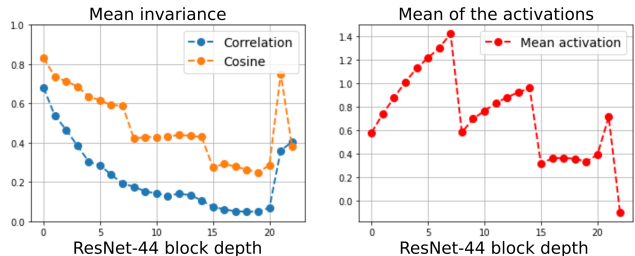 Mean invariance
1.0
0.8
0.6
0.4
0.2
0.0
Correlation
Cosine
0 5 10 15 20
ResNet-44 block depth
Mean of the activations
1.4
1.2
1.0
0.8
0.6
0.4
0.2
0.0
Mean activation
0 5 10 15 20
ResNet-44 block depth